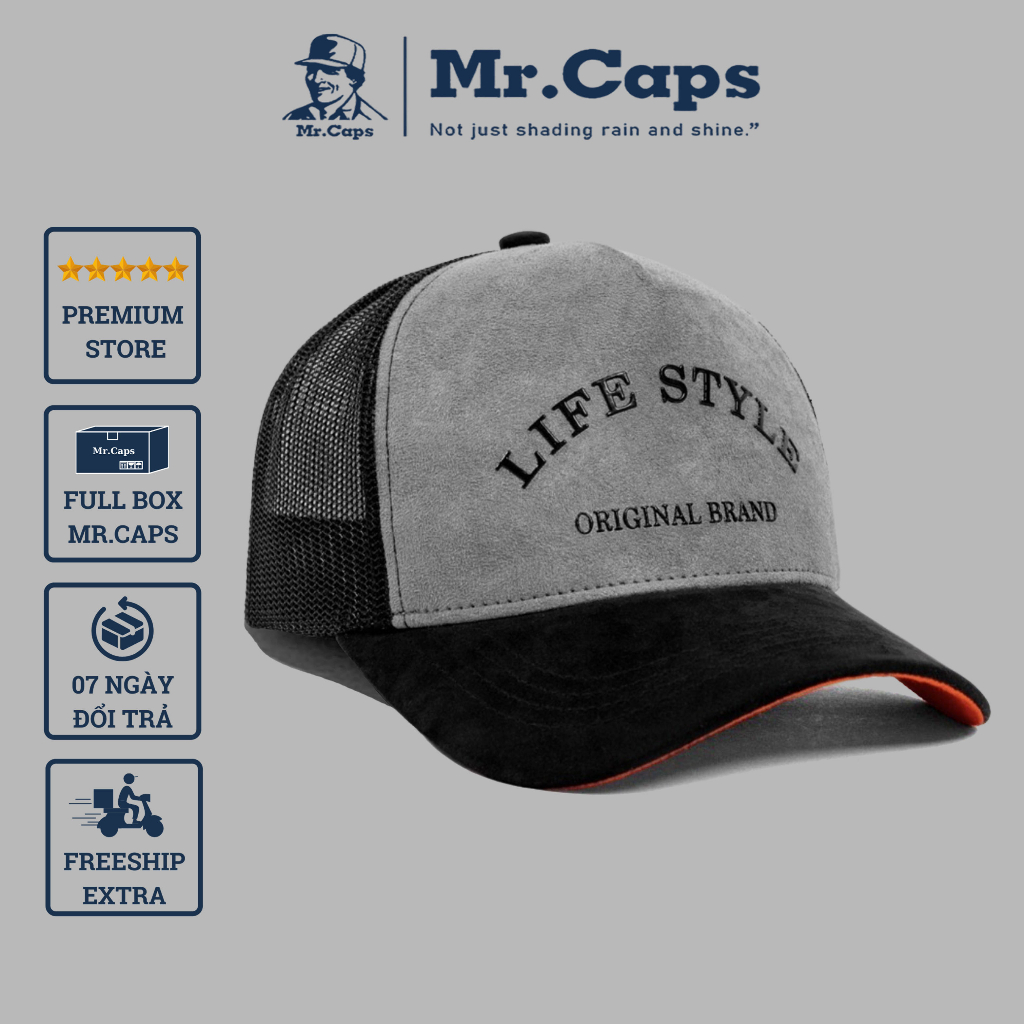 Mr.Caps
Mr.Caps
Not just shading rain and shine.”
PREMIUM
STORE
Mr.Caps
FULL BOX
MR.CAPS
07 NGÀY
ĐỔI TRẢ
FREESHIP
EXTRA
LIFE STYLE
ORIGINAL BRAND